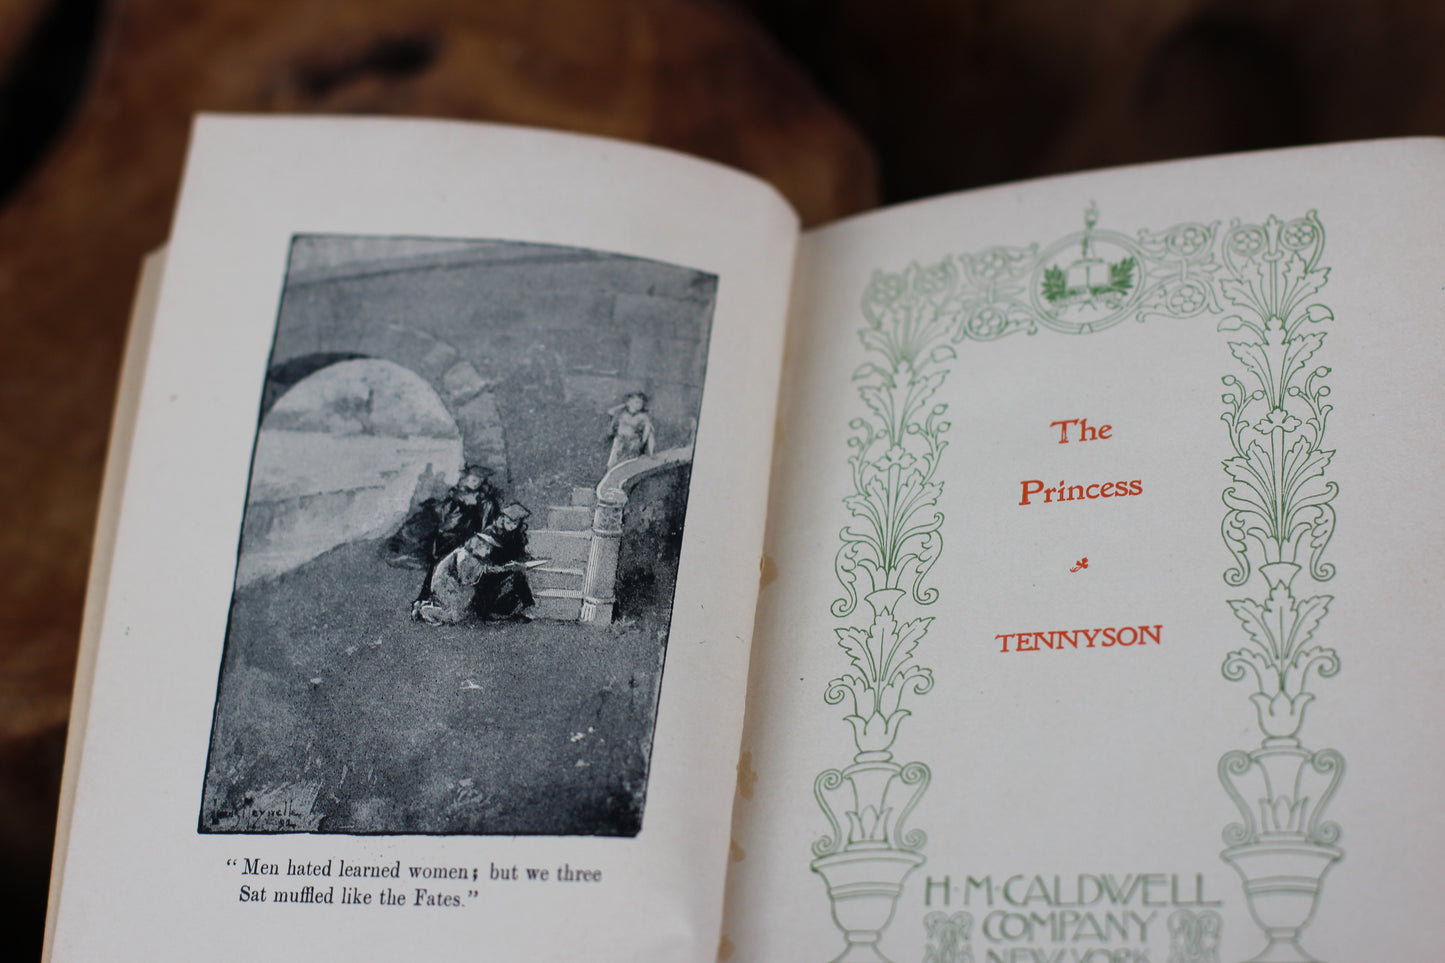 “Men hated learned women; but we three
Sat muffled like the Fates.”
The
Princess
TENNYSON
H·M·CALDWELL
COMPANY
NEW YORK